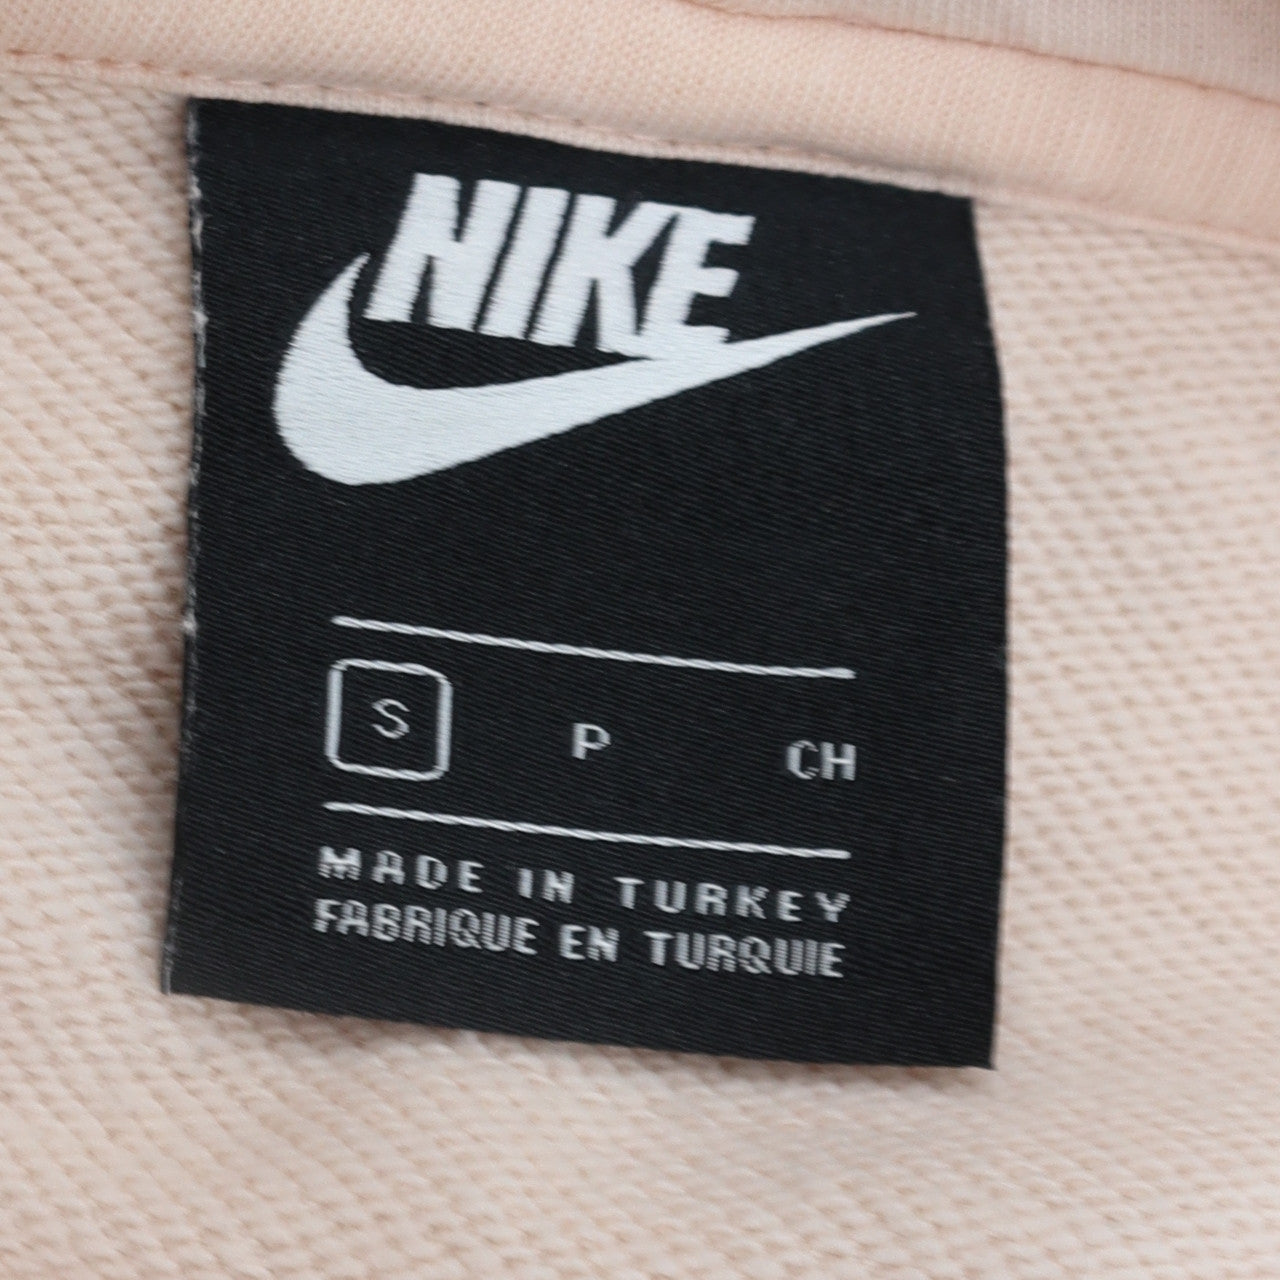 NIKE
S P CH
MADE IN TURKEY
FABRIQUE EN TURQUIE